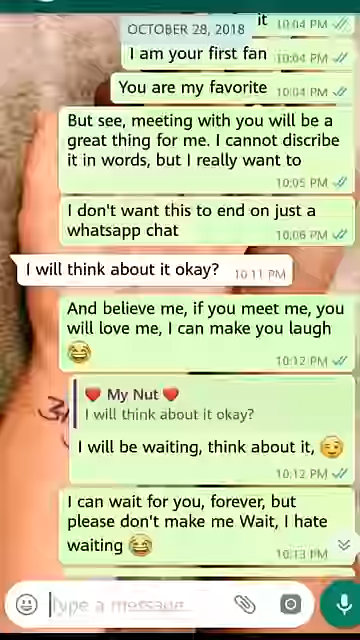 it 10:04 PM
OCTOBER 28, 2018
I am your first fan 10:04 PM
You are my favorite 10:04 PM
But see, meeting with you will be a
great thing for me. I cannot discribe
it in words, but I really want to
10:05 PM
I don't want this to end on just a
whatsapp chat 10:06 PM
I will think about it okay? 10:11 PM
And believe me, if you meet me, you
will love me, I can make you laugh
😂 10:12 PM
❤️ My Nut ❤️
I will think about it okay?
I will be waiting, think about it, 😉
10:12 PM
I can wait for you, forever, but
please don't make me Wait, I hate
waiting 😂 10:13 PM
Type a message